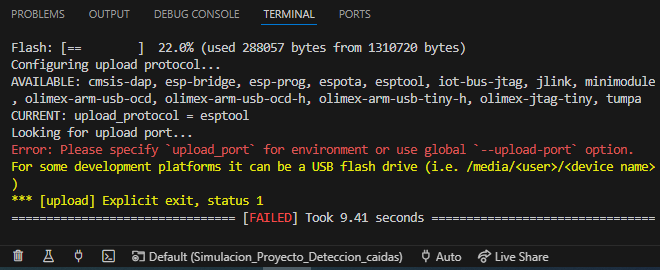 PROBLEMS OUTPUT DEBUG CONSOLE TERMINAL PORTS
Flash: [==        ]  22.0% (used 288057 bytes from 1310720 bytes)
Configuring upload protocol...
AVAILABLE: cmsis-dap, esp-bridge, esp-prog, espota, esptool, iot-bus-jtag, jlink, minimodule
, olimex-arm-usb-ocd, olimex-arm-usb-ocd-h, olimex-arm-usb-tiny-h, olimex-jtag-tiny, tumpa
CURRENT: upload_protocol = esptool
Looking for upload port...
Error: Please specify `upload_port` for environment or use global `--upload-port` option.
For some development platforms it can be a USB flash drive (i.e. /media/<user>/<device name>
)
*** [upload] Explicit exit, status 1
================================ [FAILED] Took 9.41 seconds ================================
Default (Simulacion_Proyecto_Deteccion_caidas) Auto Live Share